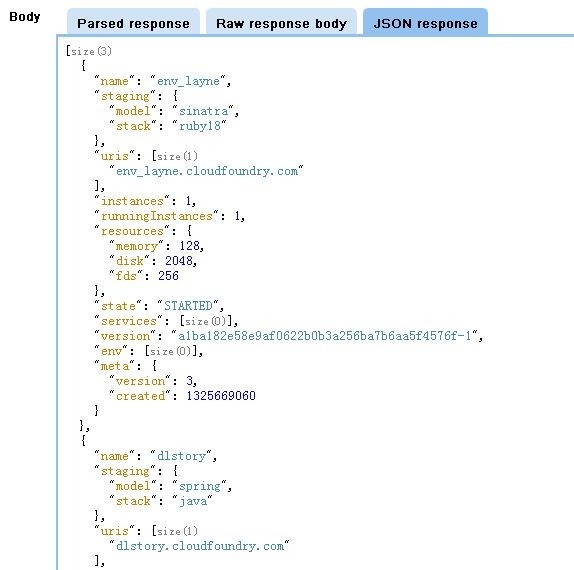 Body
Parsed response Raw response body JSON response
[size(3)
{
"name": "env_layne",
"staging": {
"model": "sinatra",
"stack": "ruby18"
},
"uris": [size(1)
"env_layne.cloudfoundry.com"
],
"instances": 1,
"runningInstances": 1,
"resources": {
"memory": 128,
"disk": 2048,
"fds": 256
},
"state": "STARTED",
"services": [size(0)],
"version": "a1ba182e58e9af0622b0b3a256ba7b6aa5f4576f-1",
"env": [size(0)],
"meta": {
"version": 3,
"created": 1325669060
}
},
{
"name": "dlstory",
"staging": {
"model": "spring",
"stack": "java"
},
"uris": [size(1)
"dlstory.cloudfoundry.com"
],